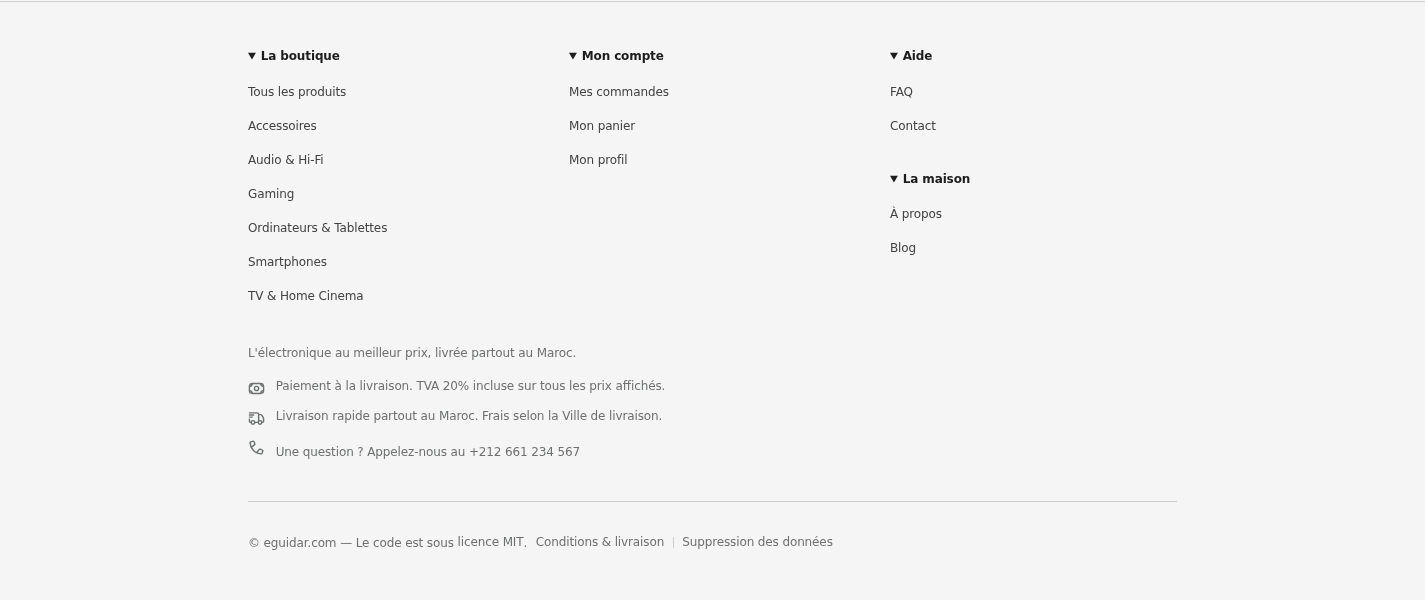 La boutique
Tous les produits
Accessoires
Audio & Hi-Fi
Gaming
Ordinateurs & Tablettes
Smartphones
TV & Home Cinema
Mon compte
Mes commandes
Mon panier
Mon profil
Aide
FAQ
Contact
La maison
À propos
Blog
L'électronique au meilleur prix, livrée partout au Maroc.
Paiement à la livraison. TVA 20% incluse sur tous les prix affichés.
Livraison rapide partout au Maroc. Frais selon la Ville de livraison.
Une question ? Appelez-nous au +212 661 234 567
© eguidar.com — Le code est sous licence MIT. Conditions & livraison | Suppression des données